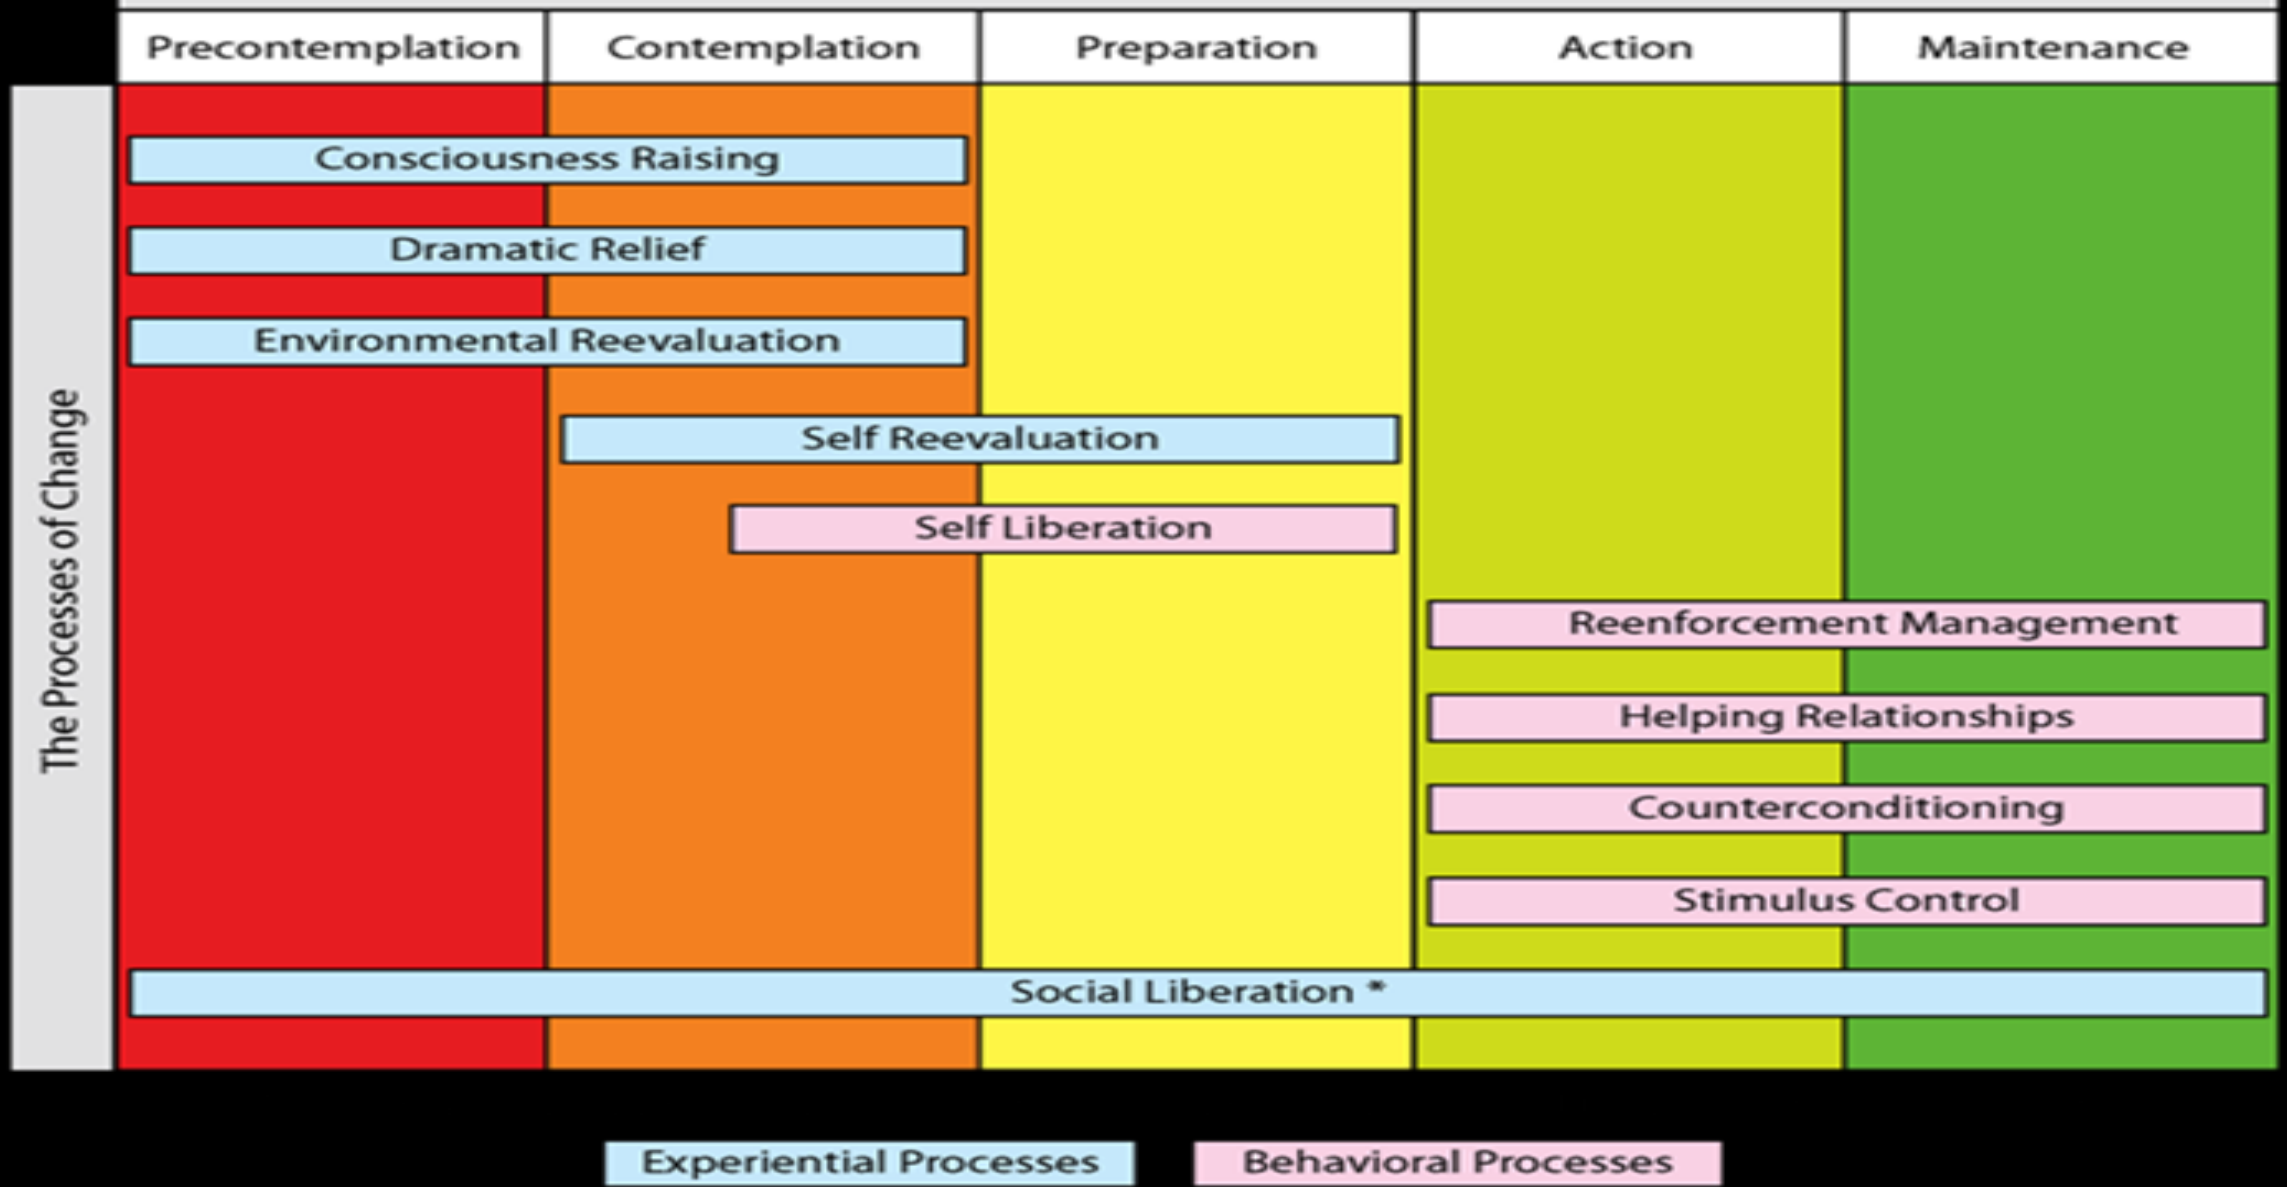 Precontemplation
Contemplation
Preparation
Action
Maintenance
The Processes of Change
Consciousness Raising
Dramatic Relief
Environmental Reevaluation
Self Reevaluation
Self Liberation
Reenforcement Management
Helping Relationships
Counterconditioning
Stimulus Control
Social Liberation *
Experiential Processes
Behavioral Processes